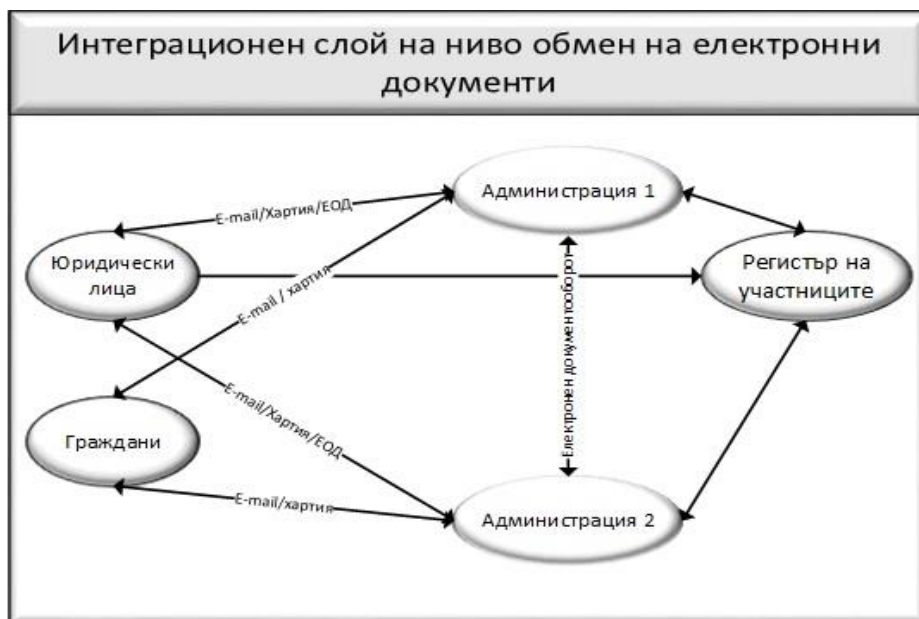 Интеграционен слой на ниво обмен на електронни
документи
Администрация 1
E-mail/Хартия/ЕОД
Юридически
лица
Регистър на
участниците
E-mail / хартия
Електронен документооборот
E-mail/Хартия/ЕОД
Граждани
E-mail/хартия
Администрация 2